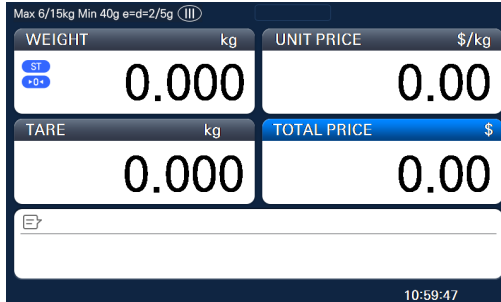 Max 6/15kg Min 40g e=d=2/5g III
WEIGHT kg
ST
▸0◂
0.000
UNIT PRICE $/kg
0.00
TARE kg
0.000
TOTAL PRICE $
0.00
10:59:47